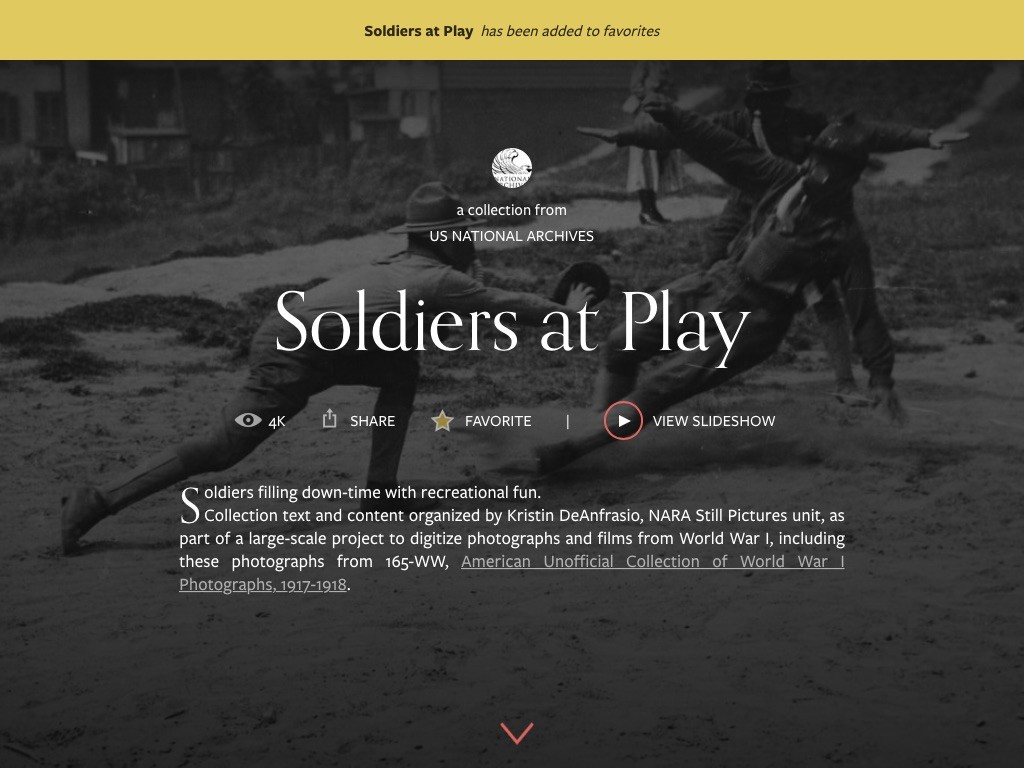 Soldiers at Play has been added to favorites
NATIONAL
a collection from
US NATIONAL ARCHIVES
Soldiers at Play
4K SHARE FAVORITE | VIEW SLIDESHOW
Soldiers filling down-time with recreational fun.
Collection text and content organized by Kristin DeAnfrasio, NARA Still Pictures unit, as
part of a large-scale project to digitize photographs and films from World War I, including
these photographs from 165-WW, American Unofficial Collection of World War I
Photographs, 1917-1918.